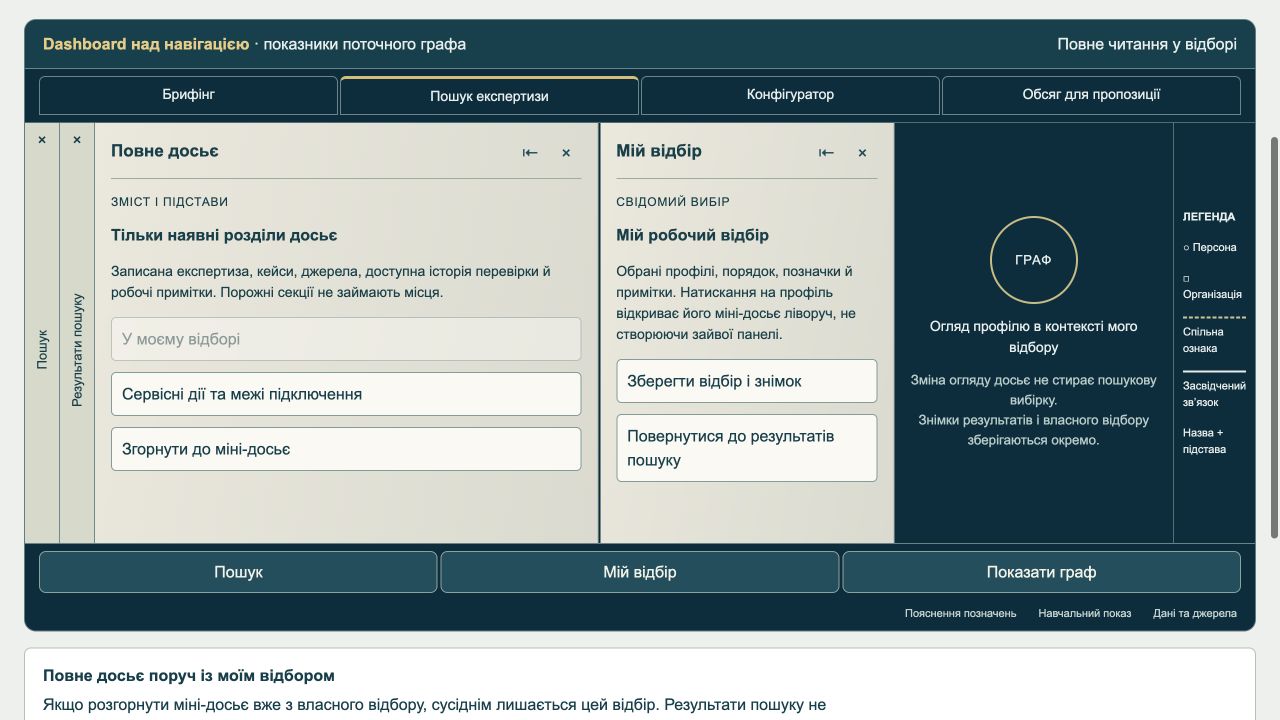 Dashboard над навігацією · показники поточного графа
Повне читання у відборі
Брифінг
Пошук експертизи
Конфігуратор
Обсяг для пропозиції
×
Пошук
×
Результати пошуку
Повне досьє
⇤ ×
ЗМІСТ І ПІДСТАВИ
Тільки наявні розділи досьє
Записана експертиза, кейси, джерела, доступна історія перевірки й
робочі примітки. Порожні секції не займають місця.
У моєму відборі
Сервісні дії та межі підключення
Згорнути до міні-досьє
Мій відбір
⇤ ×
СВІДОМИЙ ВИБІР
Мій робочий відбір
Обрані профілі, порядок, позначки й
примітки. Натискання на профіль
відкриває його міні-досьє ліворуч, не
створюючи зайвої панелі.
Зберегти відбір і знімок
Повернутися до результатів
пошуку
ГРАФ
Огляд профілю в контексті мого
відбору
Зміна огляду досьє не стирає пошукову
вибірку.
Знімки результатів і власного відбору
зберігаються окремо.
ЛЕГЕНДА
○ Персона
□
Організація
Спільна
ознака
Засвідчений
зв’язок
Назва +
підстава
Пошук
Мій відбір
Показати граф
Пояснення позначень
Навчальний показ
Дані та джерела
Повне досьє поруч із моїм відбором
Якщо розгорнути міні-досьє вже з власного відбору, сусіднім лишається цей відбір. Результати пошуку не